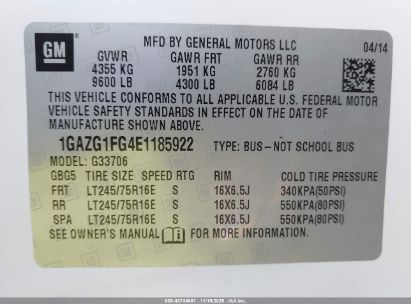 GM
MFD BY GENERAL MOTORS LLC 04/14
GVWR GAWR FRT GAWR RR
4355 KG 1951 KG 2760 KG
9600 LB 4300 LB 6084 LB
THIS VEHICLE CONFORMS TO ALL APPLICABLE U.S. FEDERAL MOTOR
VEHICLE SAFETY STANDARDS IN EFFECT ON THE DATE OF
MANUFACTURE SHOWN ABOVE.
1GAZG1FG4E1185922 TYPE: BUS–NOT SCHOOL BUS
MODEL: G33706
GBG5 TIRE SIZE SPEED RTG RIM COLD TIRE PRESSURE
FRT LT245/75R16E S 16X6.5J 340KPA(50PSI)
RR LT245/75R16E S 16X6.5J 550KPA(80PSI)
SPA LT245/75R16E S 16X6.5J 550KPA(80PSI)
SEE OWNER'S MANUAL i FOR MORE INFORMATION.